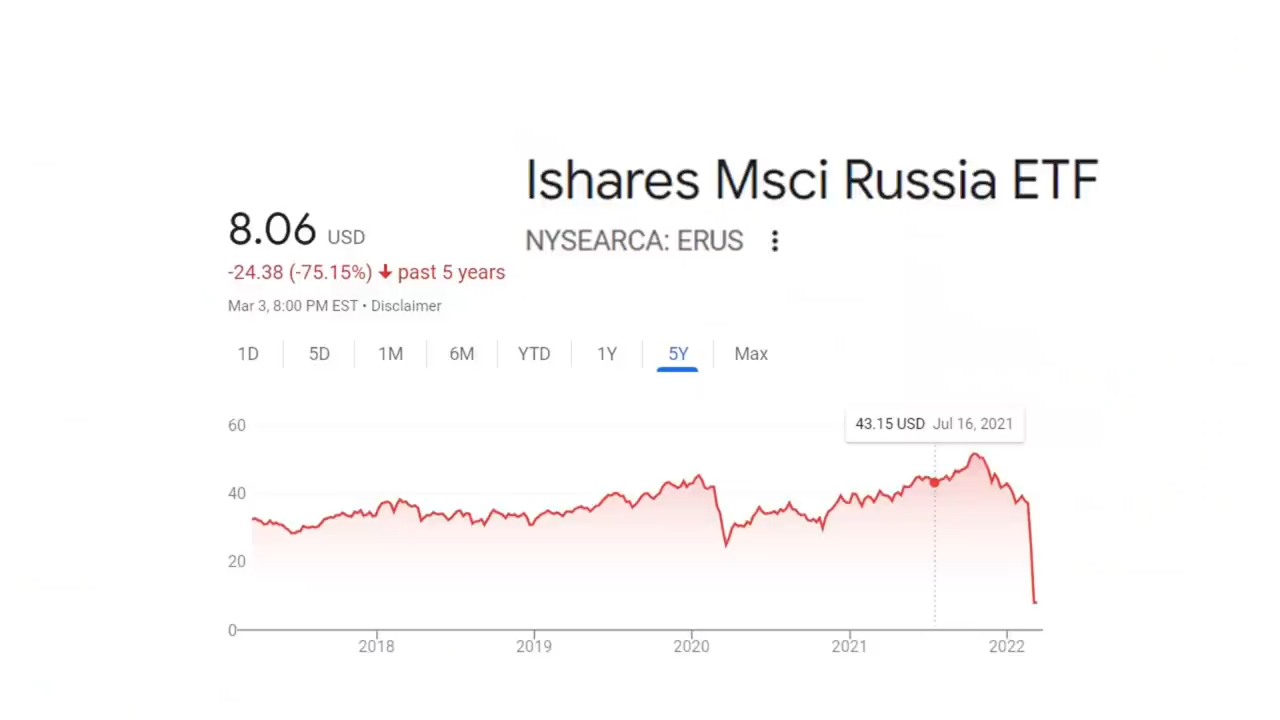 Ishares Msci Russia ETF
NYSEARCA: ERUS
8.06 USD
-24.38 (-75.15%) ↓ past 5 years
Mar 3, 8:00 PM EST • Disclaimer
1D 5D 1M 6M YTD 1Y 5Y Max
43.15 USD Jul 16, 2021
60
40
20
0
2018 2019 2020 2021 2022